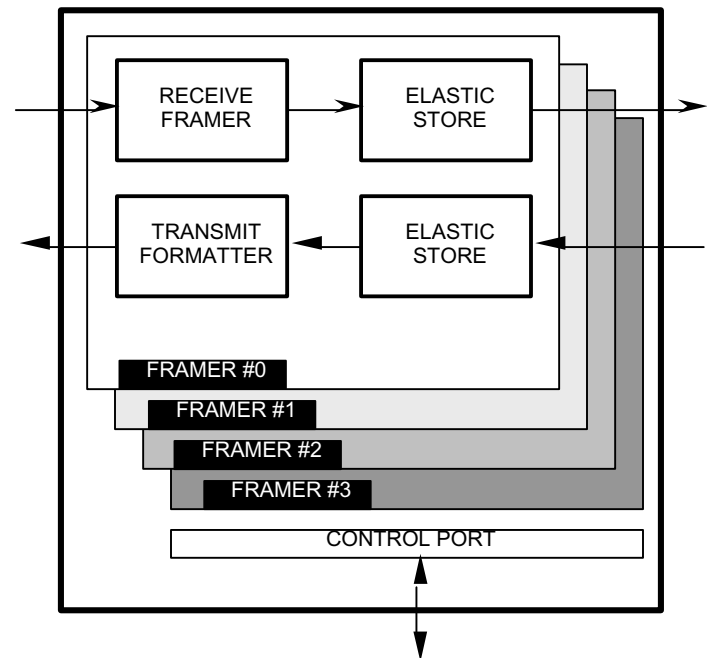 RECEIVE
FRAMER
ELASTIC
STORE
TRANSMIT
FORMATTER
ELASTIC
STORE
FRAMER #0
FRAMER #1
FRAMER #2
FRAMER #3
CONTROL PORT